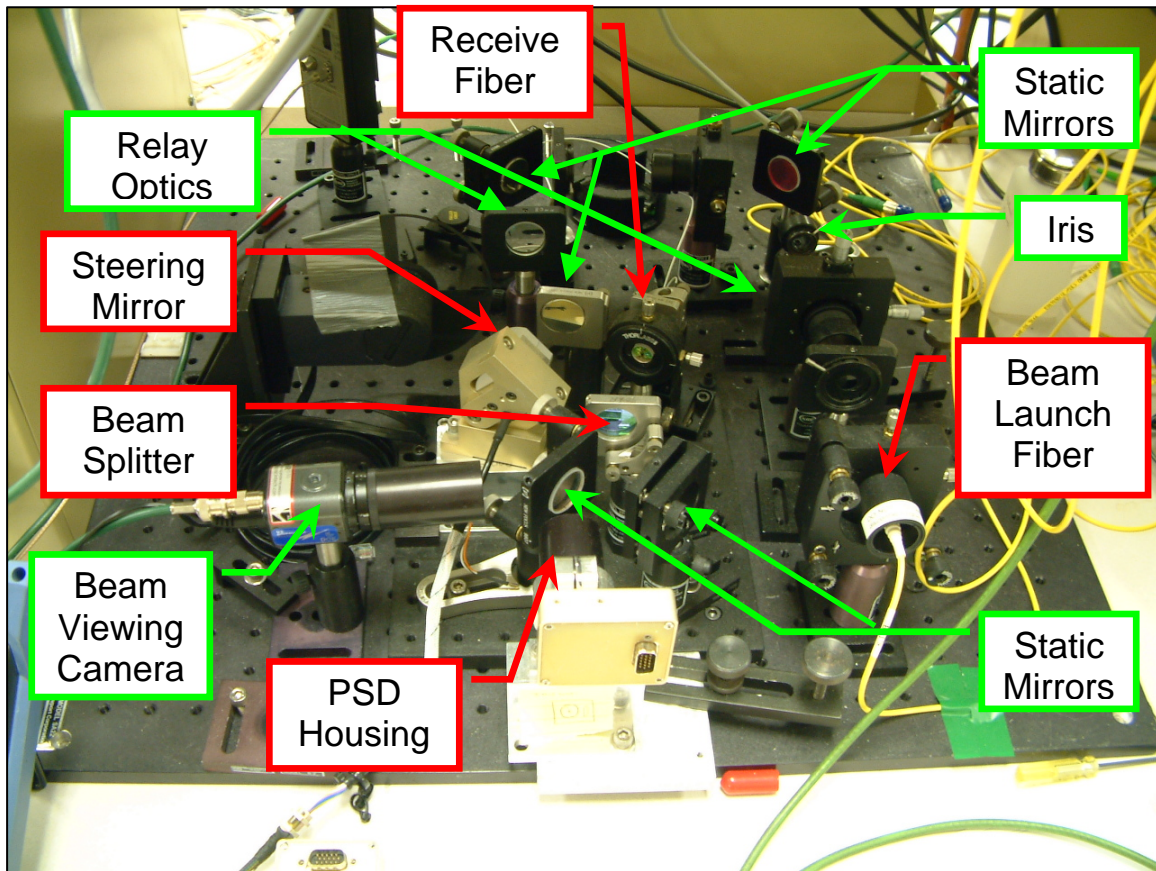 Receive
Fiber
Static
Mirrors
Relay
Optics
Iris
Steering
Mirror
Beam
Launch
Fiber
Beam
Splitter
Beam
Viewing
Camera
PSD
Housing
Static
Mirrors
THORLABS